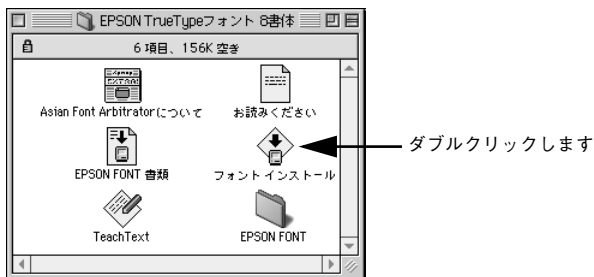 EPSON TrueTypeフォント 8書体
6 項目、156K 空き
Asian Font Arbitratorについて
お読みください
EPSON FONT 書類
フォントインストール
ダブルクリックします
TeachText
EPSON FONT